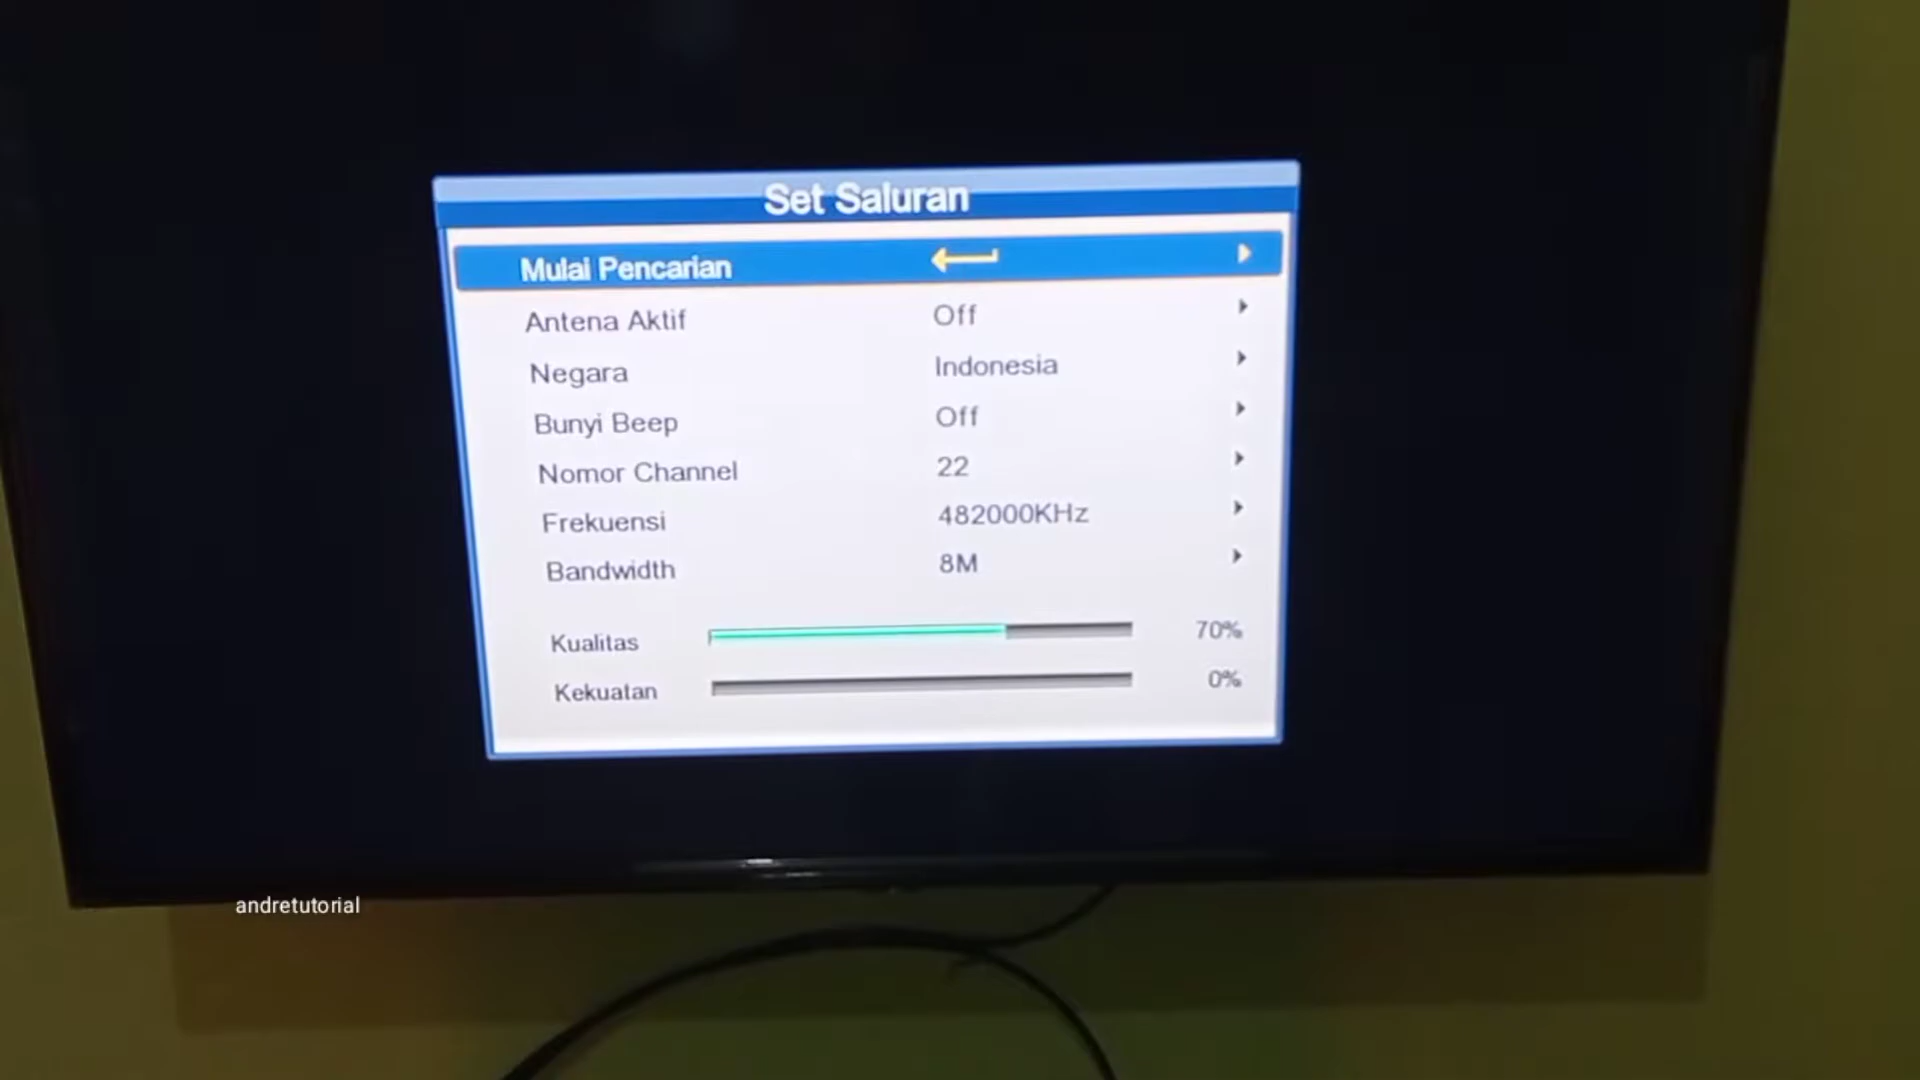 Set Saluran
Mulai Pencarian
Antena Aktif Off
Negara Indonesia
Bunyi Beep Off
Nomor Channel 22
Frekuensi 482000KHz
Bandwidth 8M
Kualitas 70%
Kekuatan 0%
andretutorial